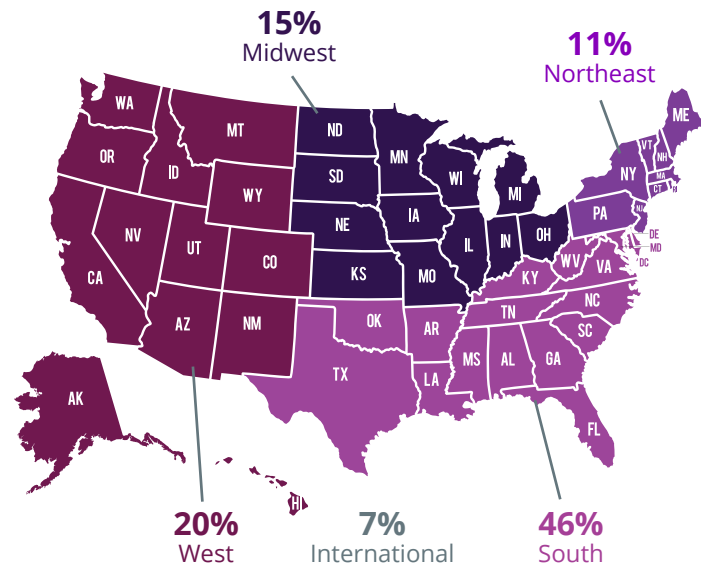 15%
Midwest
11%
Northeast
WA
MT
ND
MN
ME
VT
NH
OR
ID
SD
WI
MI
NY
MA
CT
WY
IA
PA
NJ
NV
NE
IL
IN
OH
DE
MD
DC
UT
CO
KS
MO
WV
VA
CA
KY
AZ
NM
OK
AR
TN
NC
SC
TX
MS
AL
GA
LA
AK
FL
HI
20%
West
7%
International
46%
South